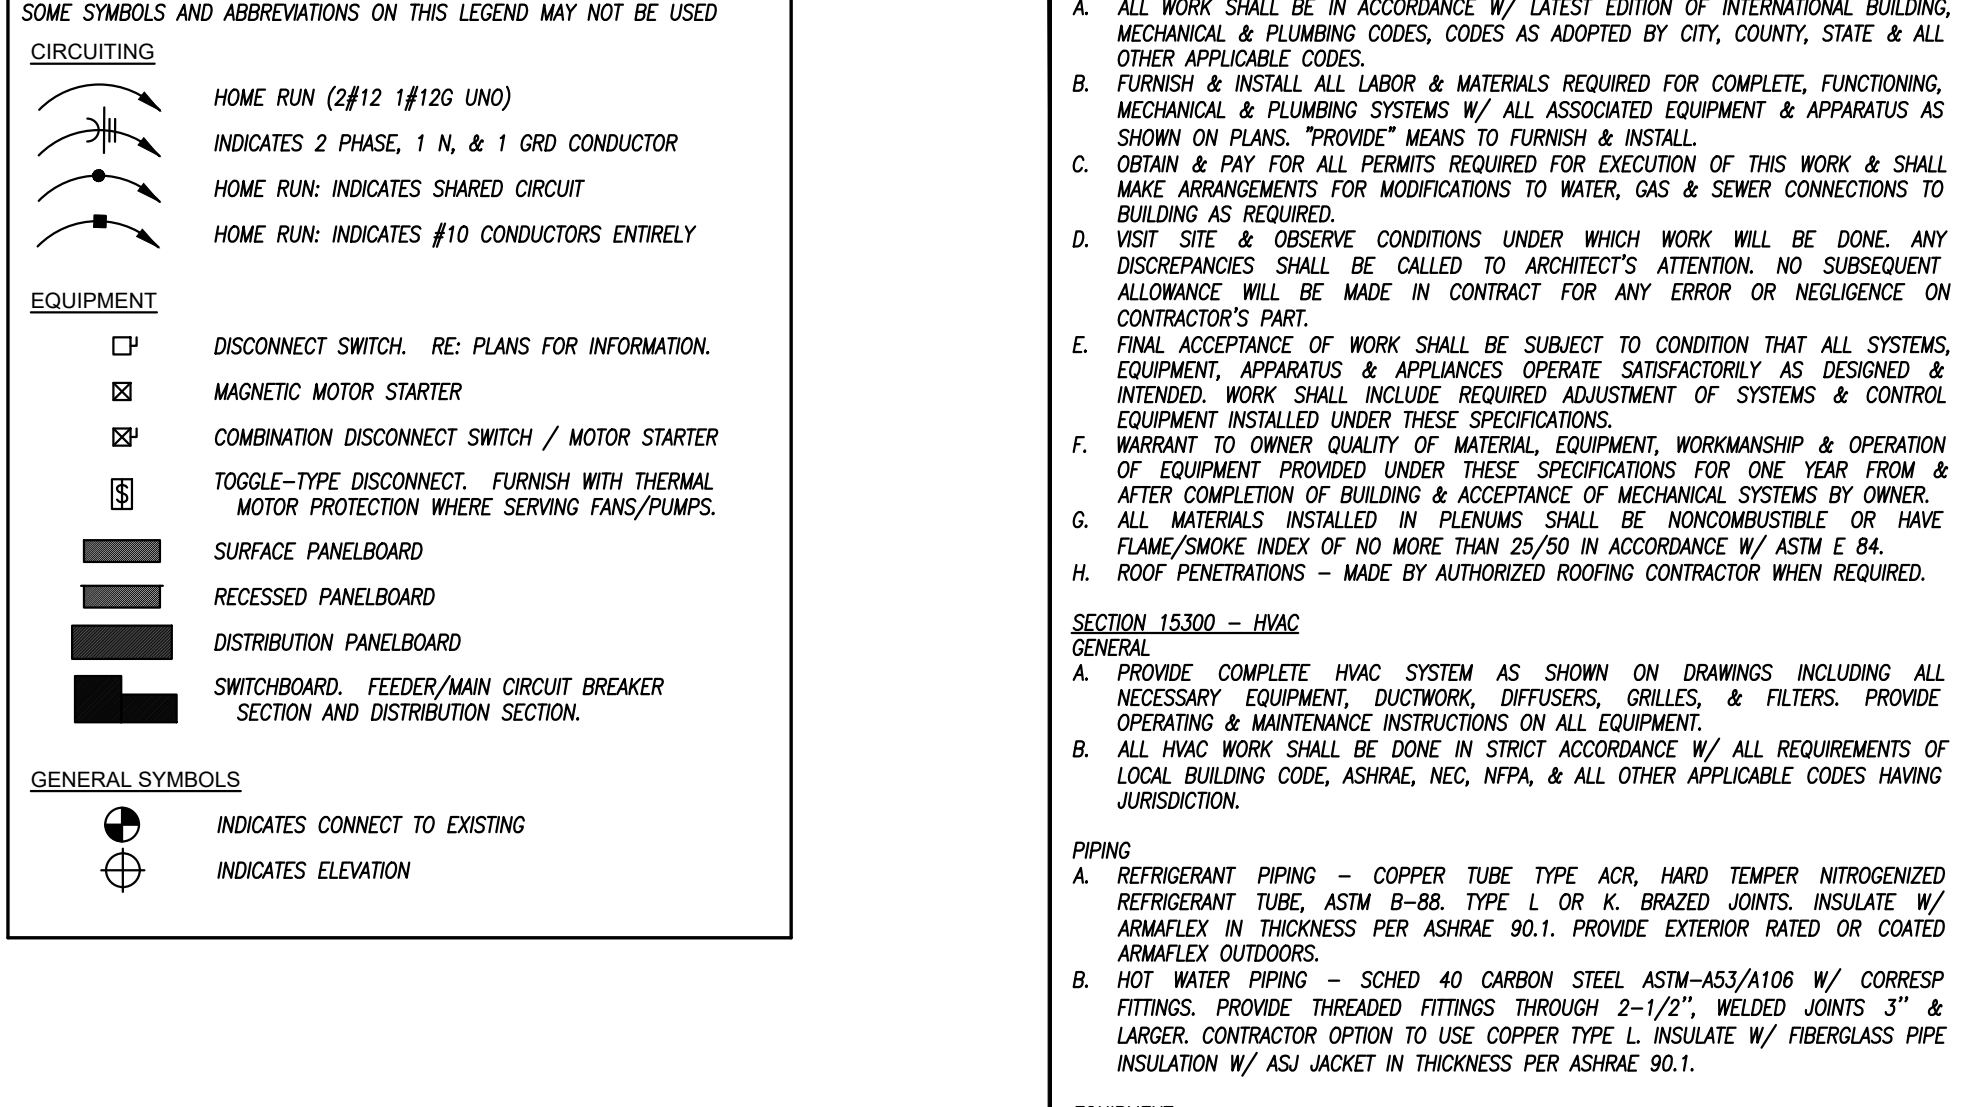 SOME SYMBOLS AND ABBREVIATIONS ON THIS LEGEND MAY NOT BE USED
CIRCUITING
HOME RUN (2#12 1#12G UNO)
INDICATES 2 PHASE, 1 N, & 1 GRD CONDUCTOR
HOME RUN: INDICATES SHARED CIRCUIT
HOME RUN: INDICATES #10 CONDUCTORS ENTIRELY
EQUIPMENT
DISCONNECT SWITCH. RE: PLANS FOR INFORMATION.
MAGNETIC MOTOR STARTER
COMBINATION DISCONNECT SWITCH / MOTOR STARTER
$
TOGGLE-TYPE DISCONNECT. FURNISH WITH THERMAL
MOTOR PROTECTION WHERE SERVING FANS/PUMPS.
SURFACE PANELBOARD
RECESSED PANELBOARD
DISTRIBUTION PANELBOARD
SWITCHBOARD. FEEDER/MAIN CIRCUIT BREAKER
SECTION AND DISTRIBUTION SECTION.
GENERAL SYMBOLS
INDICATES CONNECT TO EXISTING
INDICATES ELEVATION
A. ALL WORK SHALL BE IN ACCORDANCE W/ LATEST EDITION OF INTERNATIONAL BUILDING,
MECHANICAL & PLUMBING CODES, CODES AS ADOPTED BY CITY, COUNTY, STATE & ALL
OTHER APPLICABLE CODES.
B. FURNISH & INSTALL ALL LABOR & MATERIALS REQUIRED FOR COMPLETE, FUNCTIONING,
MECHANICAL & PLUMBING SYSTEMS W/ ALL ASSOCIATED EQUIPMENT & APPARATUS AS
SHOWN ON PLANS. "PROVIDE" MEANS TO FURNISH & INSTALL.
C. OBTAIN & PAY FOR ALL PERMITS REQUIRED FOR EXECUTION OF THIS WORK & SHALL
MAKE ARRANGEMENTS FOR MODIFICATIONS TO WATER, GAS & SEWER CONNECTIONS TO
BUILDING AS REQUIRED.
D. VISIT SITE & OBSERVE CONDITIONS UNDER WHICH WORK WILL BE DONE. ANY
DISCREPANCIES SHALL BE CALLED TO ARCHITECT'S ATTENTION. NO SUBSEQUENT
ALLOWANCE WILL BE MADE IN CONTRACT FOR ANY ERROR OR NEGLIGENCE ON
CONTRACTOR'S PART.
E. FINAL ACCEPTANCE OF WORK SHALL BE SUBJECT TO CONDITION THAT ALL SYSTEMS,
EQUIPMENT, APPARATUS & APPLIANCES OPERATE SATISFACTORILY AS DESIGNED &
INTENDED. WORK SHALL INCLUDE REQUIRED ADJUSTMENT OF SYSTEMS & CONTROL
EQUIPMENT INSTALLED UNDER THESE SPECIFICATIONS.
F. WARRANT TO OWNER QUALITY OF MATERIAL, EQUIPMENT, WORKMANSHIP & OPERATION
OF EQUIPMENT PROVIDED UNDER THESE SPECIFICATIONS FOR ONE YEAR FROM &
AFTER COMPLETION OF BUILDING & ACCEPTANCE OF MECHANICAL SYSTEMS BY OWNER.
G. ALL MATERIALS INSTALLED IN PLENUMS SHALL BE NONCOMBUSTIBLE OR HAVE
FLAME/SMOKE INDEX OF NO MORE THAN 25/50 IN ACCORDANCE W/ ASTM E 84.
H. ROOF PENETRATIONS – MADE BY AUTHORIZED ROOFING CONTRACTOR WHEN REQUIRED.
SECTION 15300 – HVAC
GENERAL
A. PROVIDE COMPLETE HVAC SYSTEM AS SHOWN ON DRAWINGS INCLUDING ALL
NECESSARY EQUIPMENT, DUCTWORK, DIFFUSERS, GRILLES, & FILTERS. PROVIDE
OPERATING & MAINTENANCE INSTRUCTIONS ON ALL EQUIPMENT.
B. ALL HVAC WORK SHALL BE DONE IN STRICT ACCORDANCE W/ ALL REQUIREMENTS OF
LOCAL BUILDING CODE, ASHRAE, NEC, NFPA, & ALL OTHER APPLICABLE CODES HAVING
JURISDICTION.
PIPING
A. REFRIGERANT PIPING – COPPER TUBE TYPE ACR, HARD TEMPER NITROGENIZED
REFRIGERANT TUBE, ASTM B-88. TYPE L OR K. BRAZED JOINTS. INSULATE W/
ARMAFLEX IN THICKNESS PER ASHRAE 90.1. PROVIDE EXTERIOR RATED OR COATED
ARMAFLEX OUTDOORS.
B. HOT WATER PIPING – SCHED 40 CARBON STEEL ASTM-A53/A106 W/ CORRESP
FITTINGS. PROVIDE THREADED FITTINGS THROUGH 2-1/2", WELDED JOINTS 3" &
LARGER. CONTRACTOR OPTION TO USE COPPER TYPE L. INSULATE W/ FIBERGLASS PIPE
INSULATION W/ ASJ JACKET IN THICKNESS PER ASHRAE 90.1.